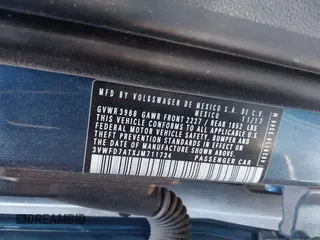 MFD BY VOLKSWAGEN DE MEXICO S.A. DE C.V.
MEXICO 11/17
GVWR 3968 GAWR FRONT 2227 / REAR 1852 LBS
THIS VEHICLE CONFORMS TO ALL APPLICABLE
FEDERAL MOTOR VEHICLE SAFETY, BUMPER AND
THEFT PREVENTION STANDARDS IN EFFECT ON
THE DATE OF MANUFACTURE SHOWN ABOVE.
3VWFD7ATXJM711734
PASSENGER CAR
DREAMBID